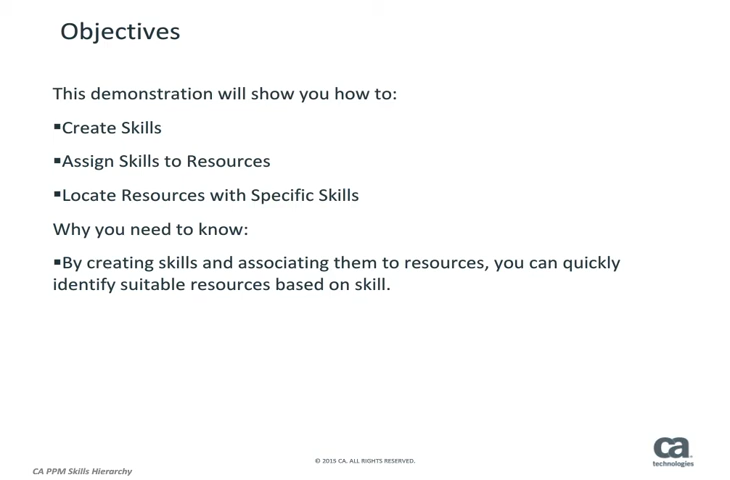 Objectives
This demonstration will show you how to:
▪Create Skills
▪Assign Skills to Resources
▪Locate Resources with Specific Skills
Why you need to know:
▪By creating skills and associating them to resources, you can quickly
identify suitable resources based on skill.
© 2015 CA. ALL RIGHTS RESERVED.
CA PPM Skills Hierarchy
ca
technologies